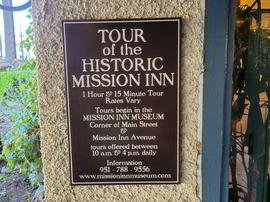 TOUR
of the
HISTORIC
MISSION INN
1 Hour & 15 Minute Tour
Rates Vary
Tours begin in the
MISSION INN MUSEUM
Corner of Main Street
&
Mission Inn Avenue
tours offered between
10 a.m & 4 p.m. daily
Information
951 - 788 - 9556
www.missioninnmuseum.com